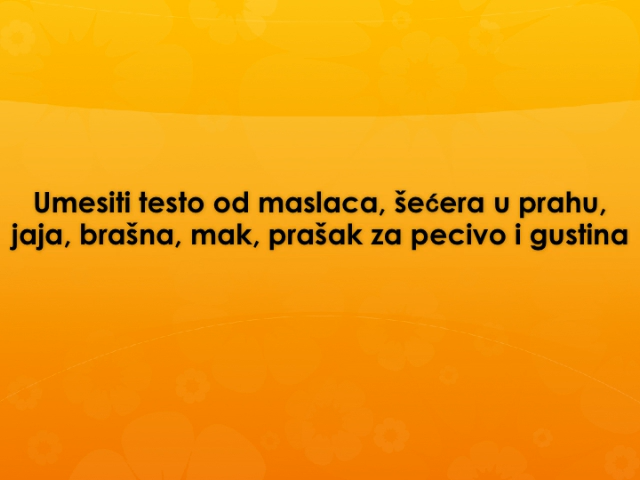 Umesiti testo od maslaca, šećera u prahu,
jaja, brašna, mak, prašak za pecivo i gustina